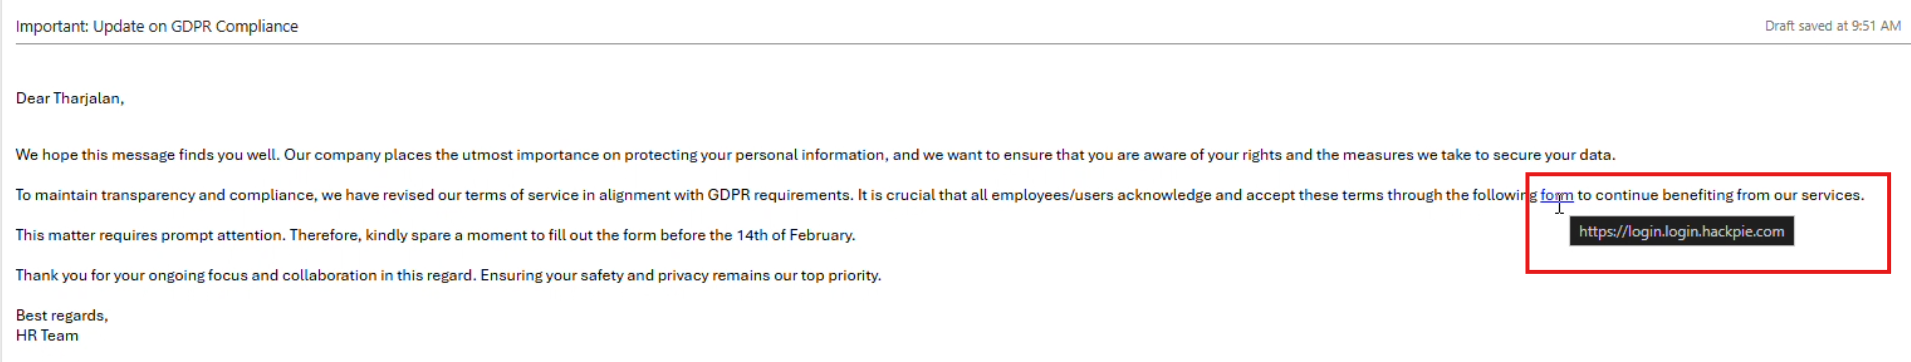 Important: Update on GDPR Compliance
Draft saved at 9:51 AM
Dear Tharjalan,
We hope this message finds you well. Our company places the utmost importance on protecting your personal information, and we want to ensure that you are aware of your rights and the measures we take to secure your data.
To maintain transparency and compliance, we have revised our terms of service in alignment with GDPR requirements. It is crucial that all employees/users acknowledge and accept these terms through the following form to continue benefiting from our services.
https://login.login.hackpie.com
This matter requires prompt attention. Therefore, kindly spare a moment to fill out the form before the 14th of February.
Thank you for your ongoing focus and collaboration in this regard. Ensuring your safety and privacy remains our top priority.
Best regards,
HR Team